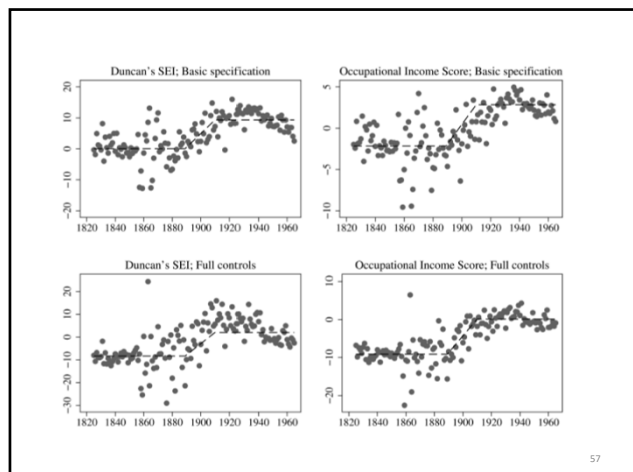 Duncan's SEI; Basic specification
20
10
0
−10
−20
1820 1840 1860 1880 1900 1920 1940 1960
Occupational Income Score; Basic specification
5
0
−5
−10
1820 1840 1860 1880 1900 1920 1940 1960
Duncan's SEI; Full controls
20
10
0
−10
−20
−30
1820 1840 1860 1880 1900 1920 1940 1960
Occupational Income Score; Full controls
10
0
−10
−20
1820 1840 1860 1880 1900 1920 1940 1960
57